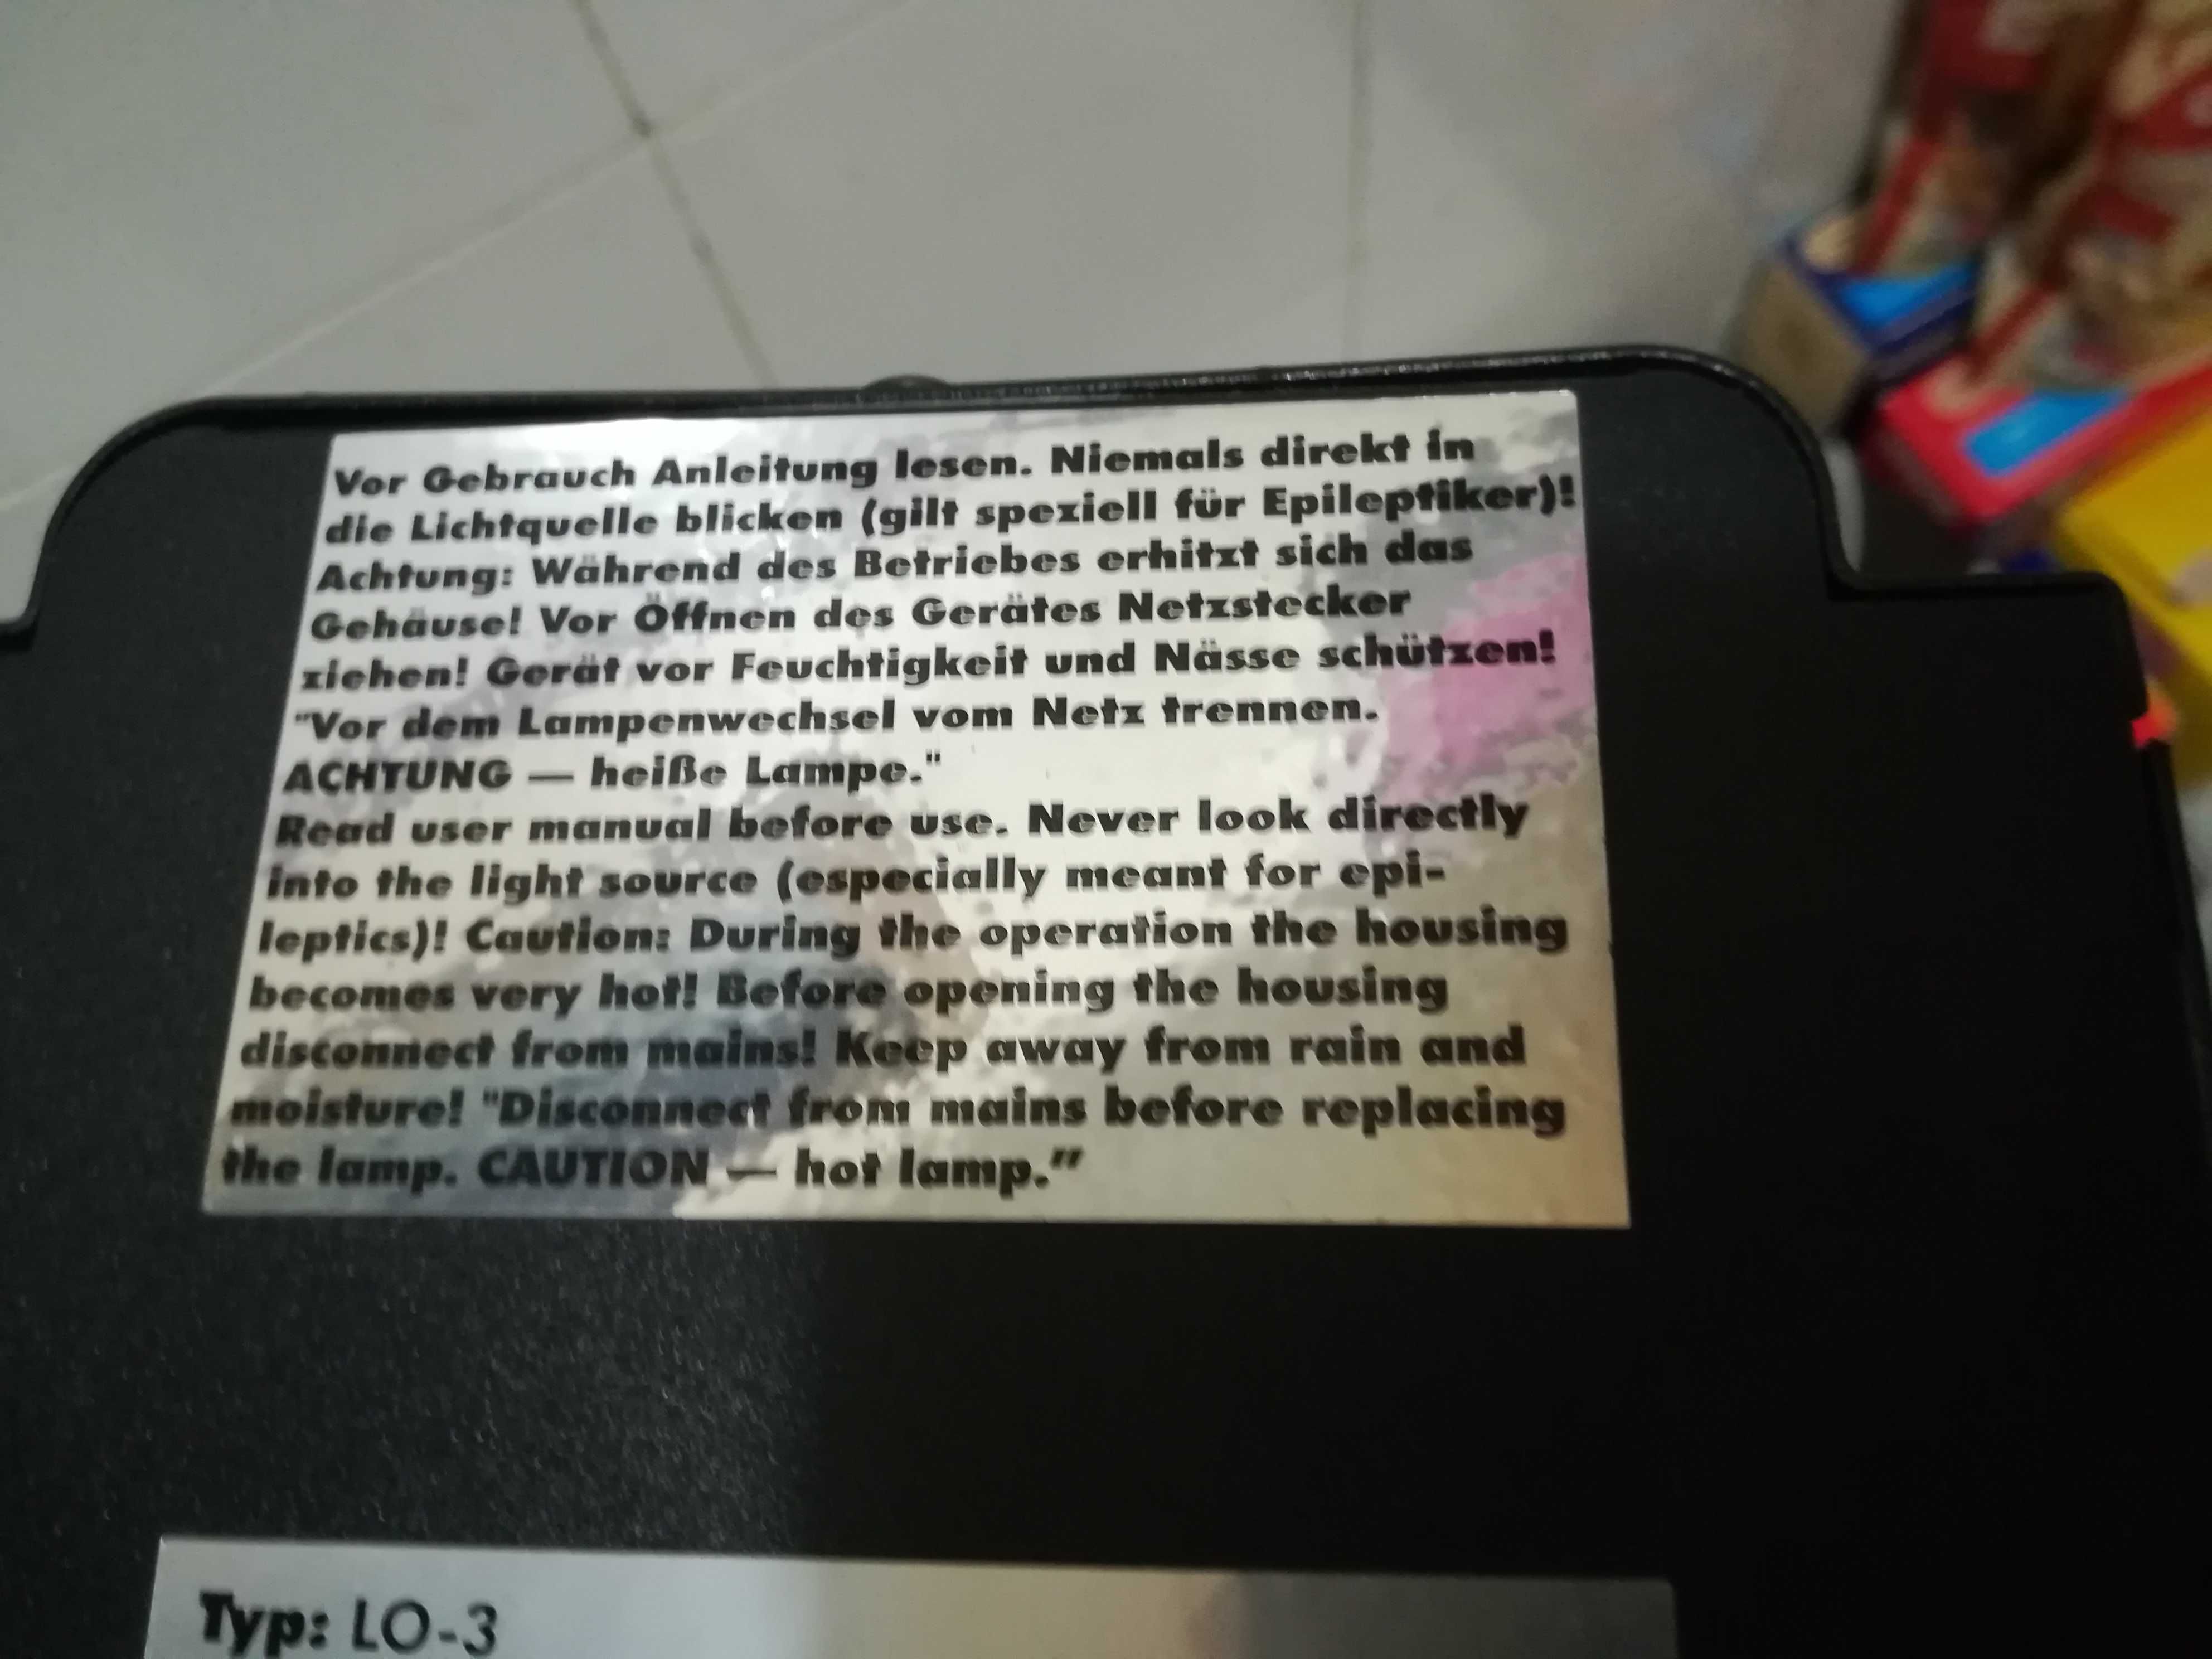 Vor Gebrauch Anleitung lesen. Niemals direkt in
die Lichtquelle blicken (gilt speziell für Epileptiker)!
Achtung: Während des Betriebes erhitzt sich das
Gehäuse! Vor Öffnen des Gerätes Netzstecker
ziehen! Gerät vor Feuchtigkeit und Nässe schützen!
"Vor dem Lampenwechsel vom Netz trennen.
ACHTUNG — heiße Lampe."
Read user manual before use. Never look directly
into the light source (especially meant for epi-
leptics)! Caution: During the operation the housing
becomes very hot! Before opening the housing
disconnect from mains! Keep away from rain and
moisture! "Disconnect from mains before replacing
the lamp. CAUTION — hot lamp."
Typ: LO-3